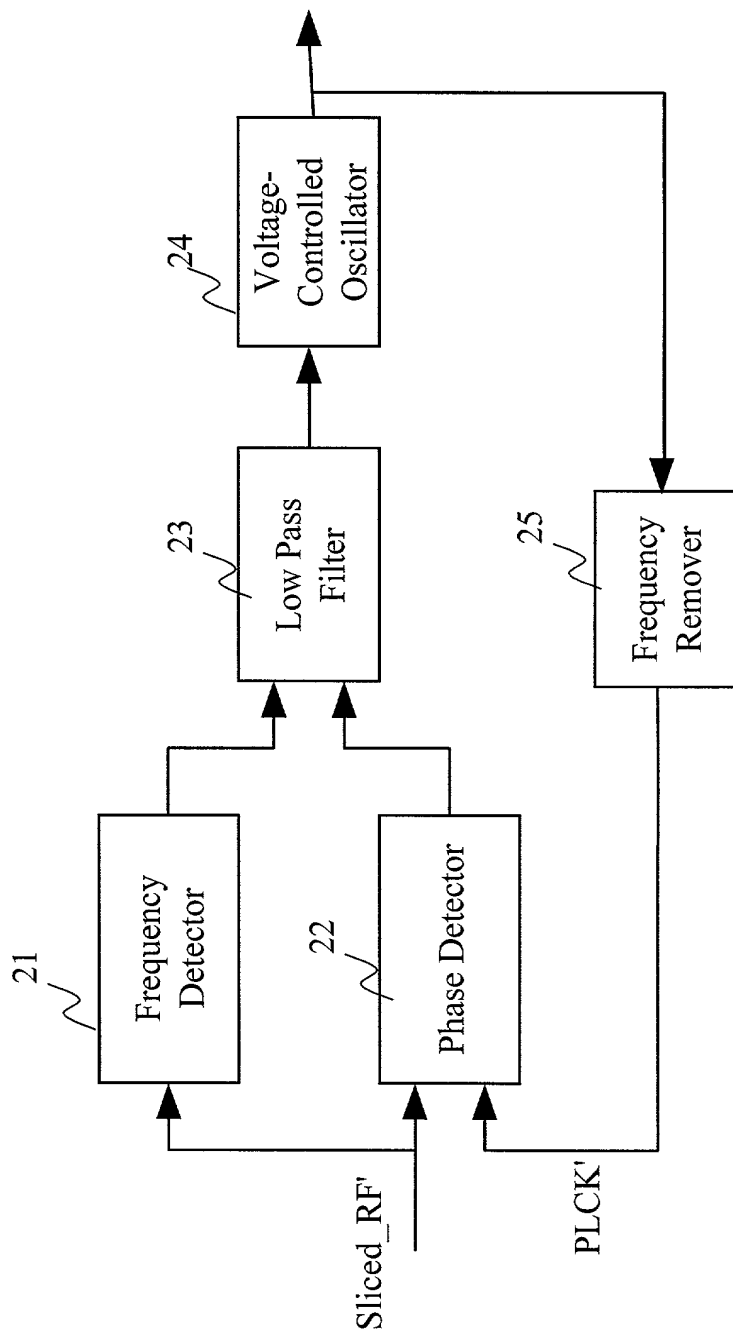 21
Frequency
Detector
22
Phase Detector
Sliced_RF'
PLCK'
23
Low Pass
Filter
24
Voltage-
Controlled
Oscillator
25
Frequency
Remover